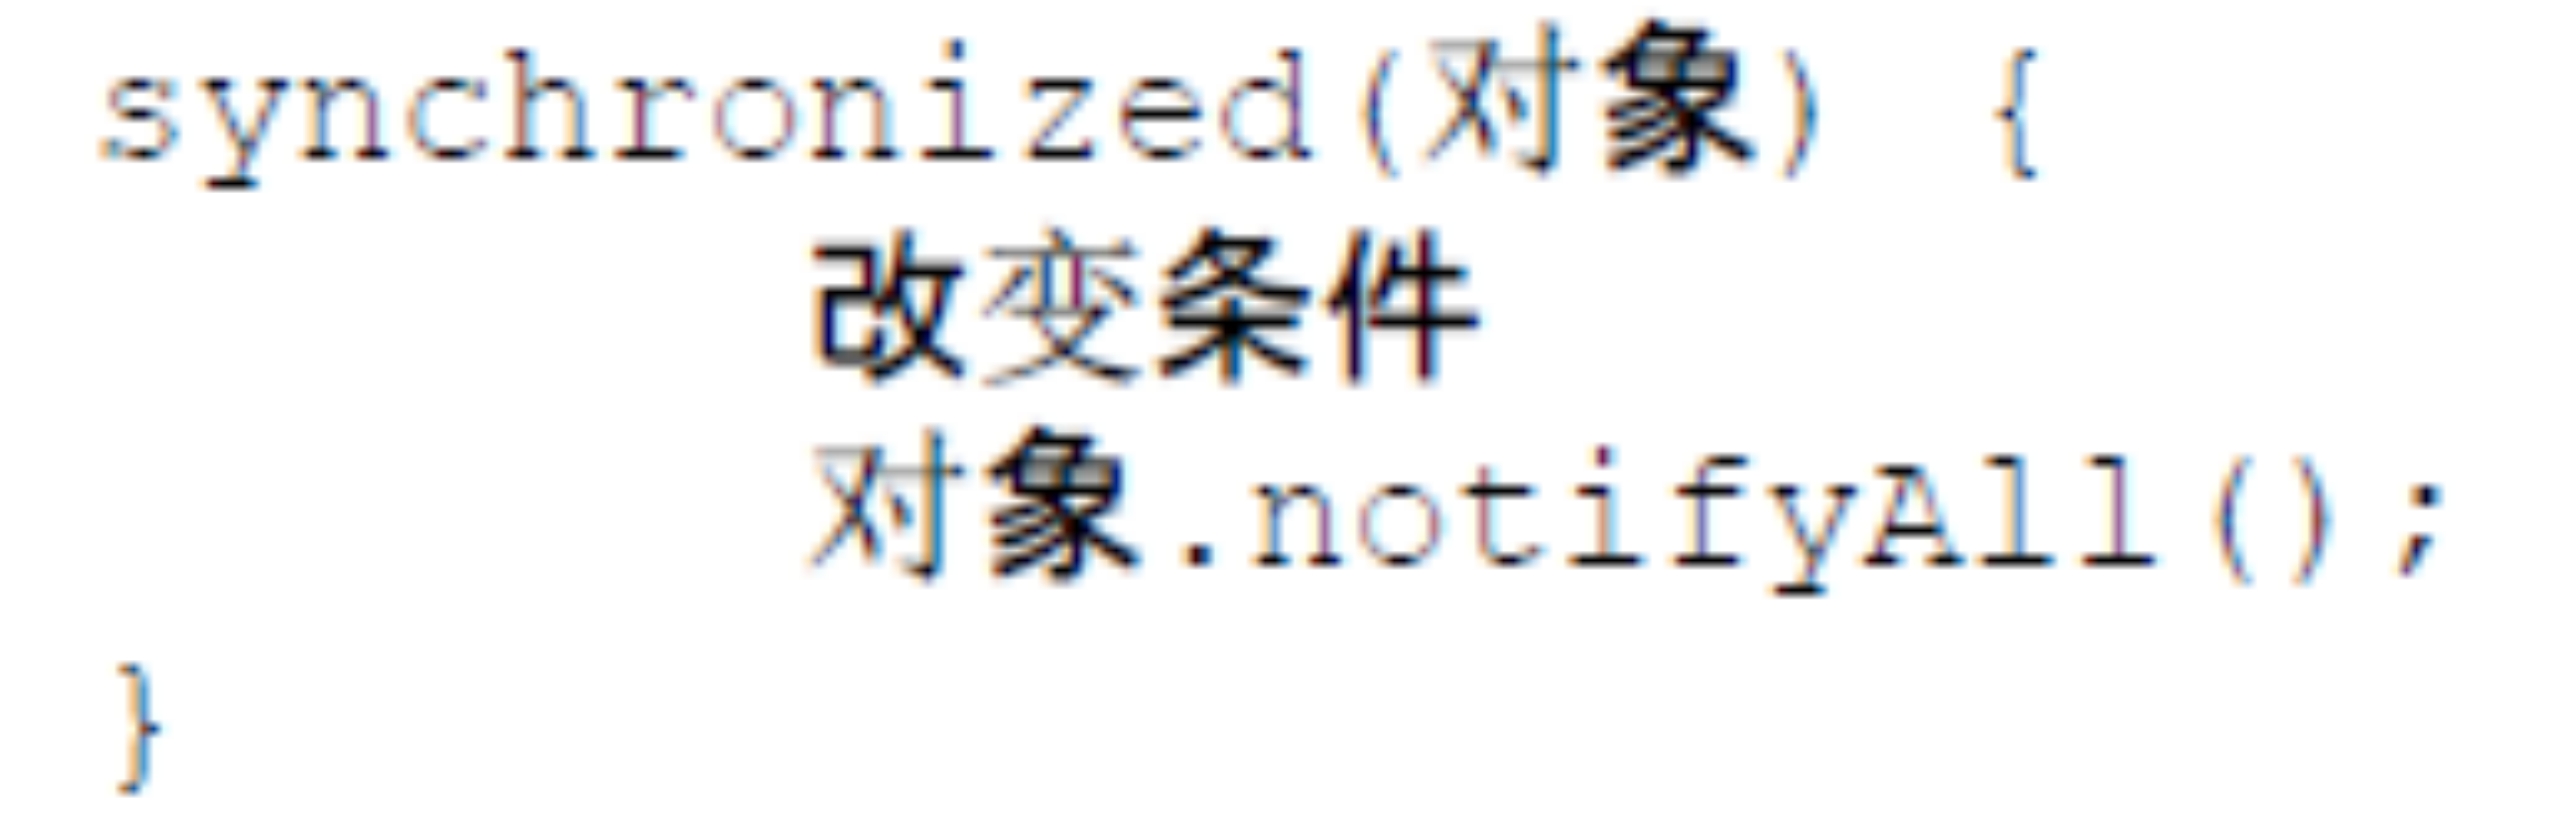 synchronized(对象) {
改变条件
对象.notifyAll();
}